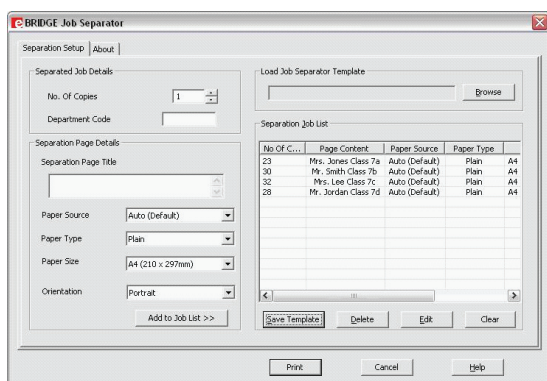 e BRIDGE Job Separator
Separation Setup
About
Separated Job Details
No. Of Copies
1
Department Code
Separation Page Details
Separation Page Title
Paper Source
Auto (Default)
Paper Type
Plain
Paper Size
A4 (210 x 297mm)
Orientation
Portrait
Add to Job List >>
Load Job Separator Template
Browse
Separation Job List
No Of C... Page Content Paper Source Paper Type
23 Mrs. Jones Class 7a Auto (Default) Plain A4
30 Mr. Smith Class 7b Auto (Default) Plain A4
32 Mrs. Lee Class 7c Auto (Default) Plain A4
28 Mr. Jordan Class 7d Auto (Default) Plain A4
Save Template
Delete
Edit
Clear
Print
Cancel
Help